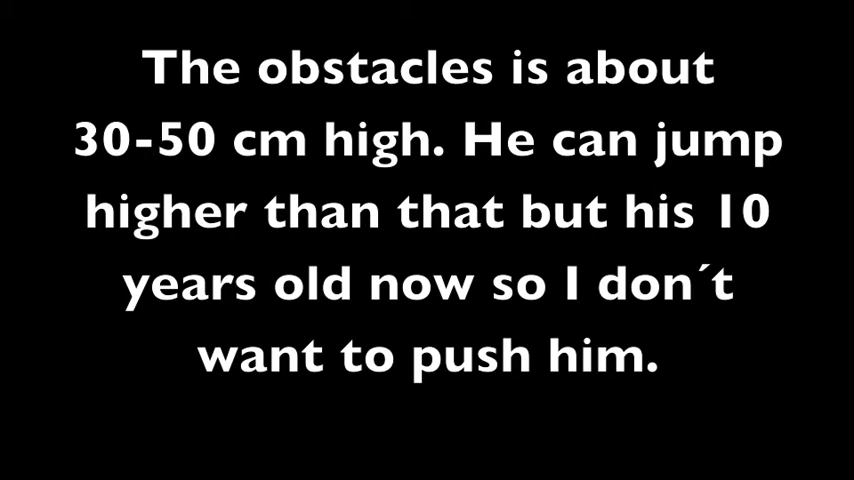 The obstacles is about
30-50 cm high. He can jump
higher than that but his 10
years old now so I don´t
want to push him.